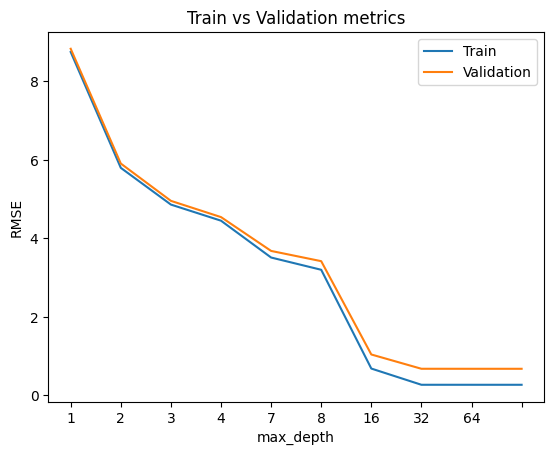 Train vs Validation metrics
Train
Validation
RMSE
8
6
4
2
0
1 2 3 4 7 8 16 32 64
max_depth